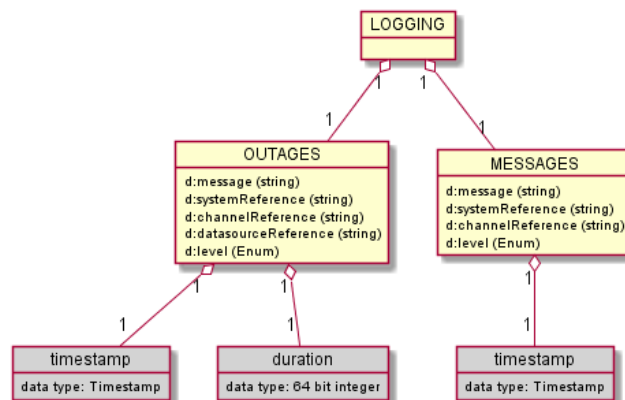 LOGGING
1
1
1
1
OUTAGES
d:message (string)
d:systemReference (string)
d:channelReference (string)
d:datasourceReference (string)
d:level (Enum)
MESSAGES
d:message (string)
d:systemReference (string)
d:channelReference (string)
d:level (Enum)
1
1
1
1
1
1
timestamp
data type: Timestamp
duration
data type: 64 bit integer
timestamp
data type: Timestamp